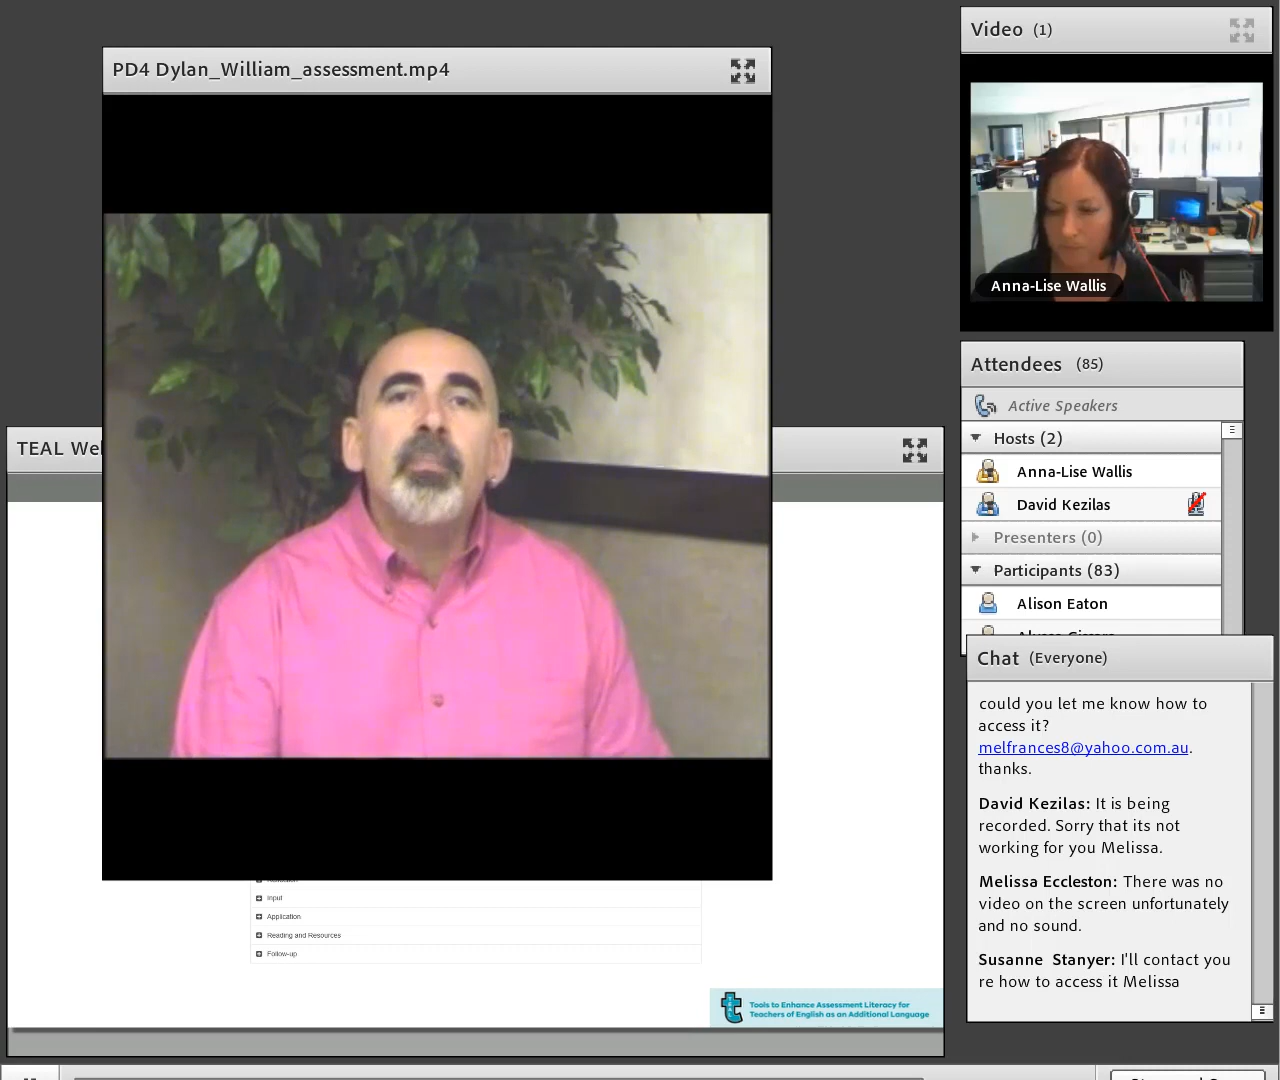 PD4 Dylan_William_assessment.mp4
TEAL We
Input
Application
Reading and Resources
Follow-up
Tools to Enhance Assessment Literacy for
Teachers of English as an Additional Language
Video (1)
Anna-Lise Wallis
Attendees (85)
Active Speakers
Hosts (2)
Anna-Lise Wallis
David Kezilas
Presenters (0)
Participants (83)
Alison Eaton
Chat (Everyone)
could you let me know how to
access it?
melfrances8@yahoo.com.au.
thanks.
David Kezilas: It is being
recorded. Sorry that its not
working for you Melissa.
Melissa Eccleston: There was no
video on the screen unfortunately
and no sound.
Susanne Stanyer: I'll contact you
re how to access it Melissa